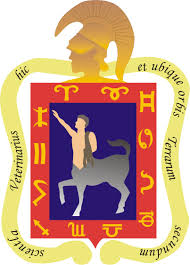 Veterinarius hic
et ubique orbis Terrarum
secundum
scientia